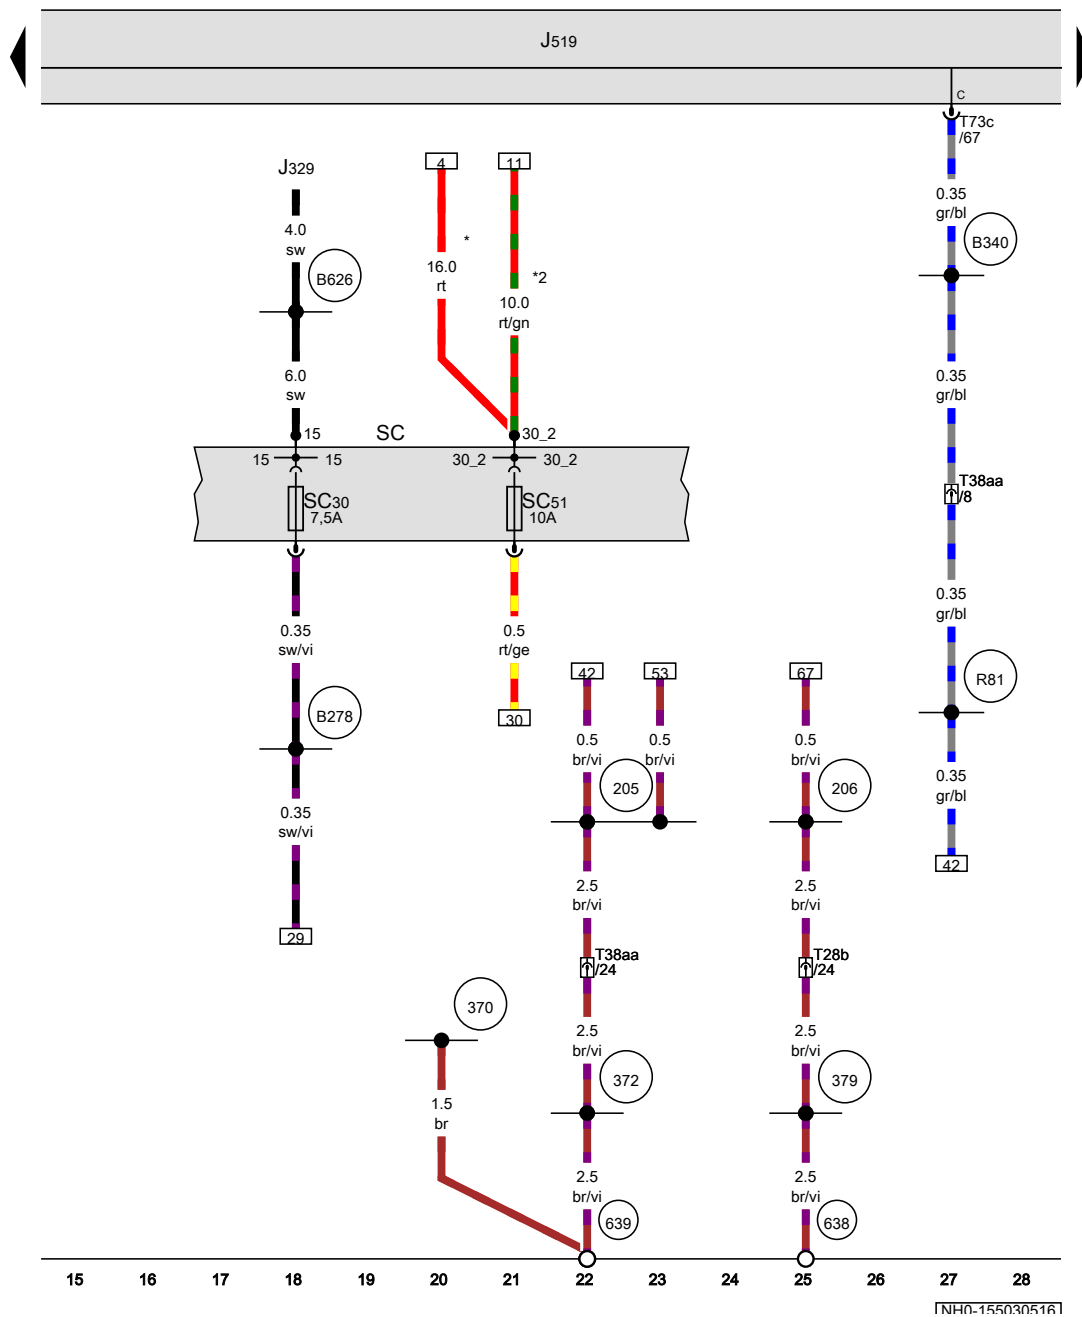 J519
C
T73c
/67
J329
4
11
0.35
gr/bl
4.0
sw
*
B340
16.0
rt
*2
B626
10.0
rt/gn
6.0
sw
0.35
gr/bl
15
SC
30_2
15
15
30_2
30_2
SC30
7,5A
SC51
10A
T38aa
/8
0.35
gr/bl
0.35
sw/vi
0.5
rt/ge
42
53
67
R81
B278
30
0.5
br/vi
0.5
br/vi
0.5
br/vi
205
206
0.35
gr/bl
0.35
sw/vi
42
2.5
br/vi
2.5
br/vi
29
T38aa
/24
T28b
/24
370
2.5
br/vi
2.5
br/vi
372
379
1.5
br
2.5
br/vi
2.5
br/vi
639
638
15 16 17 18 19 20 21 22 23 24 25 26 27 28
NH0-155030516